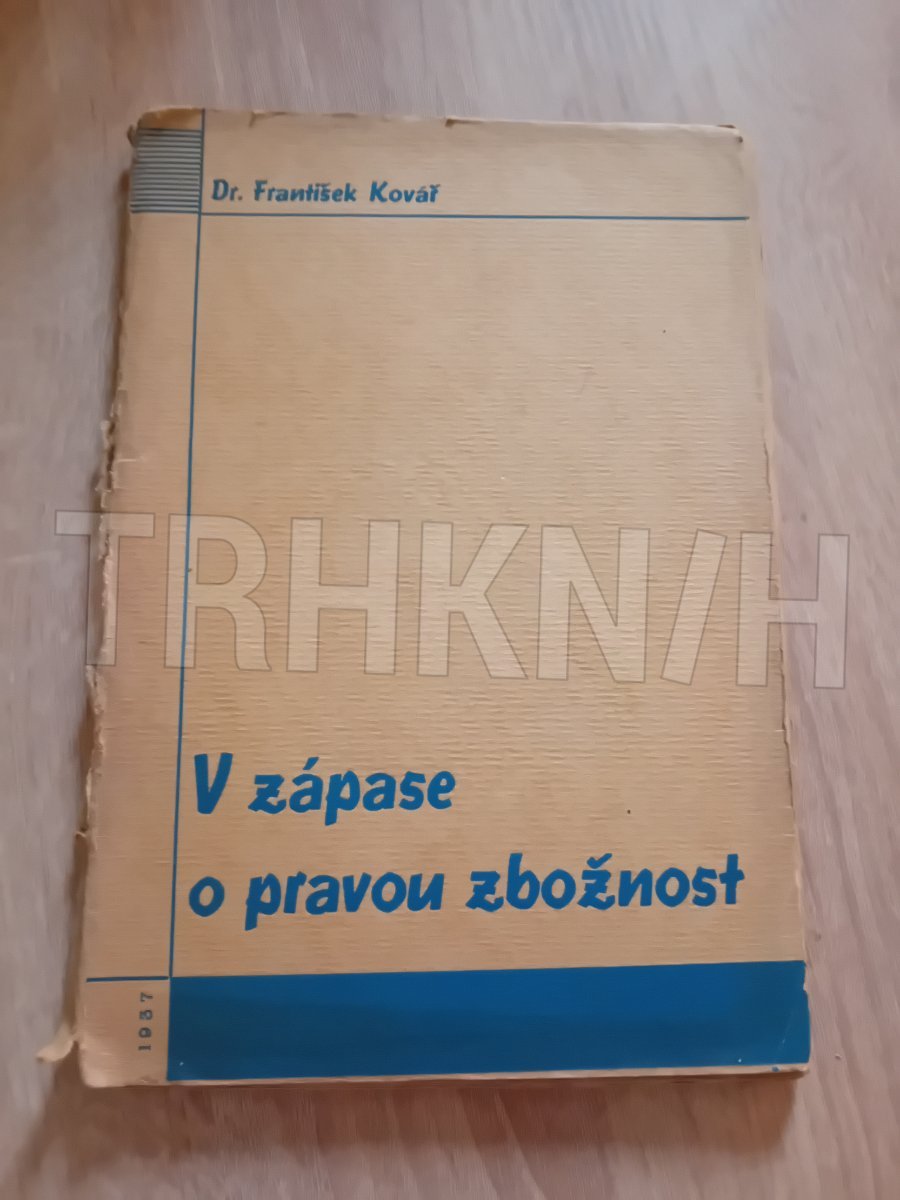 Dr. František Kovář
TRHKNIH
V zápase
o pravou zbožnost
1937